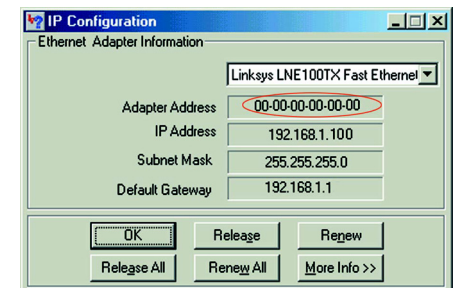 IP Configuration
Ethernet Adapter Information
Linksys LNE100TX Fast Ethernet
Adapter Address 00-00-00-00-00-00
IP Address 192.168.1.100
Subnet Mask 255.255.255.0
Default Gateway 192.168.1.1
OK Release Renew
Release All Renew All More Info >>